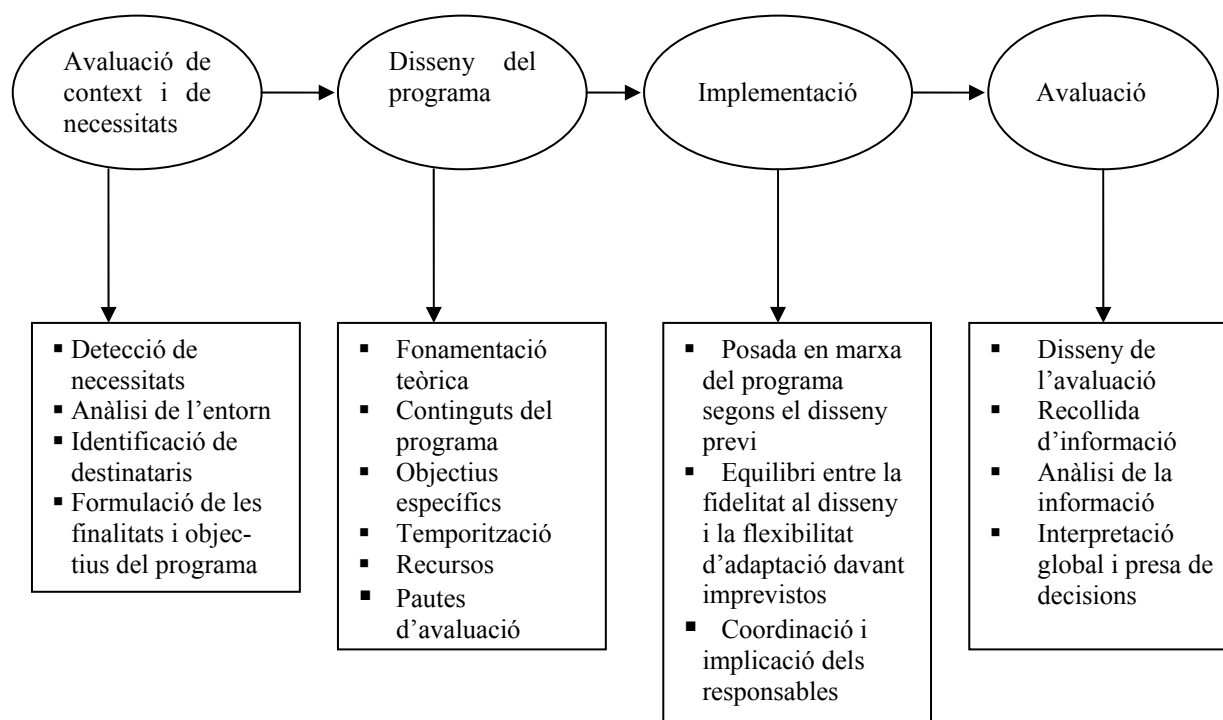 Avaluació de
context i de
necessitats
Disseny del
programa
Implementació
Avaluació
▪ Detecció de
necessitats
▪ Anàlisi de l’entorn
▪ Identificació de
destinataris
▪ Formulació de les
finalitats i objec-
tius del programa
▪ Fonamentació
teòrica
▪ Continguts del
programa
▪ Objectius
específics
▪ Temporització
▪ Recursos
▪ Pautes
d’avaluació
▪ Posada en marxa
del programa
segons el disseny
previ
▪ Equilibri entre la
fidelitat al disseny
i la flexibilitat
d’adaptació davant
imprevistos
▪ Coordinació i
implicació dels
responsables
▪ Disseny de
l’avaluació
▪ Recollida
d’informació
▪ Anàlisi de la
informació
▪ Interpretació
global i presa de
decisions